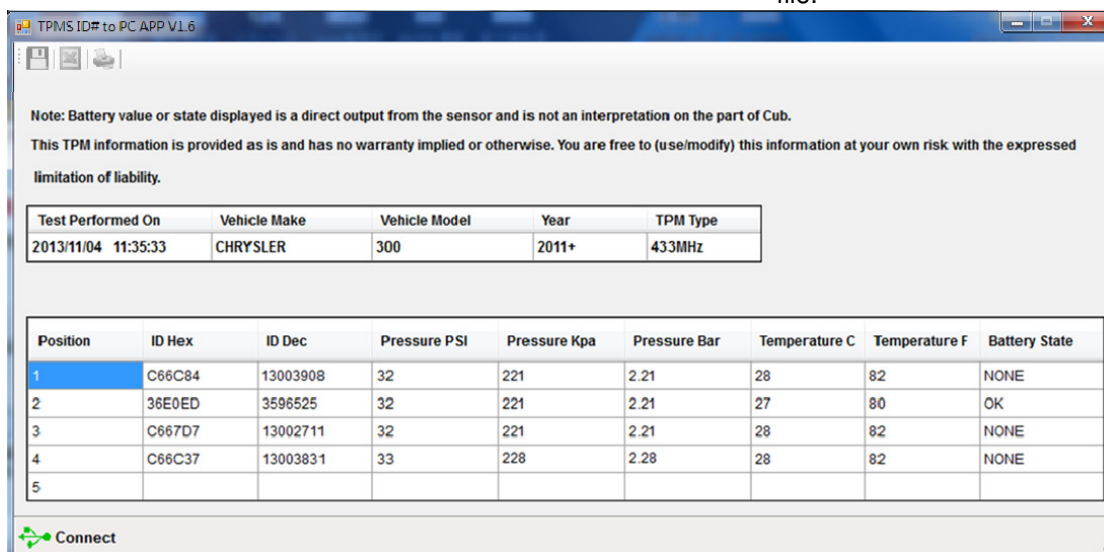 file.
TPMS ID# to PC APP V1.6
Note: Battery value or state displayed is a direct output from the sensor and is not an interpretation on the part of Cub.
This TPM information is provided as is and has no warranty implied or otherwise. You are free to (use/modify) this information at your own risk with the expressed
limitation of liability.
Test Performed On Vehicle Make Vehicle Model Year TPM Type
2013/11/04 11:35:33 CHRYSLER 300 2011+ 433MHz
Position ID Hex ID Dec Pressure PSI Pressure Kpa Pressure Bar Temperature C Temperature F Battery State
1 C66C84 13003908 32 221 2.21 28 82 NONE
2 36E0ED 3596525 32 221 2.21 27 80 OK
3 C667D7 13002711 32 221 2.21 28 82 NONE
4 C66C37 13003831 33 228 2.28 28 82 NONE
5
Connect